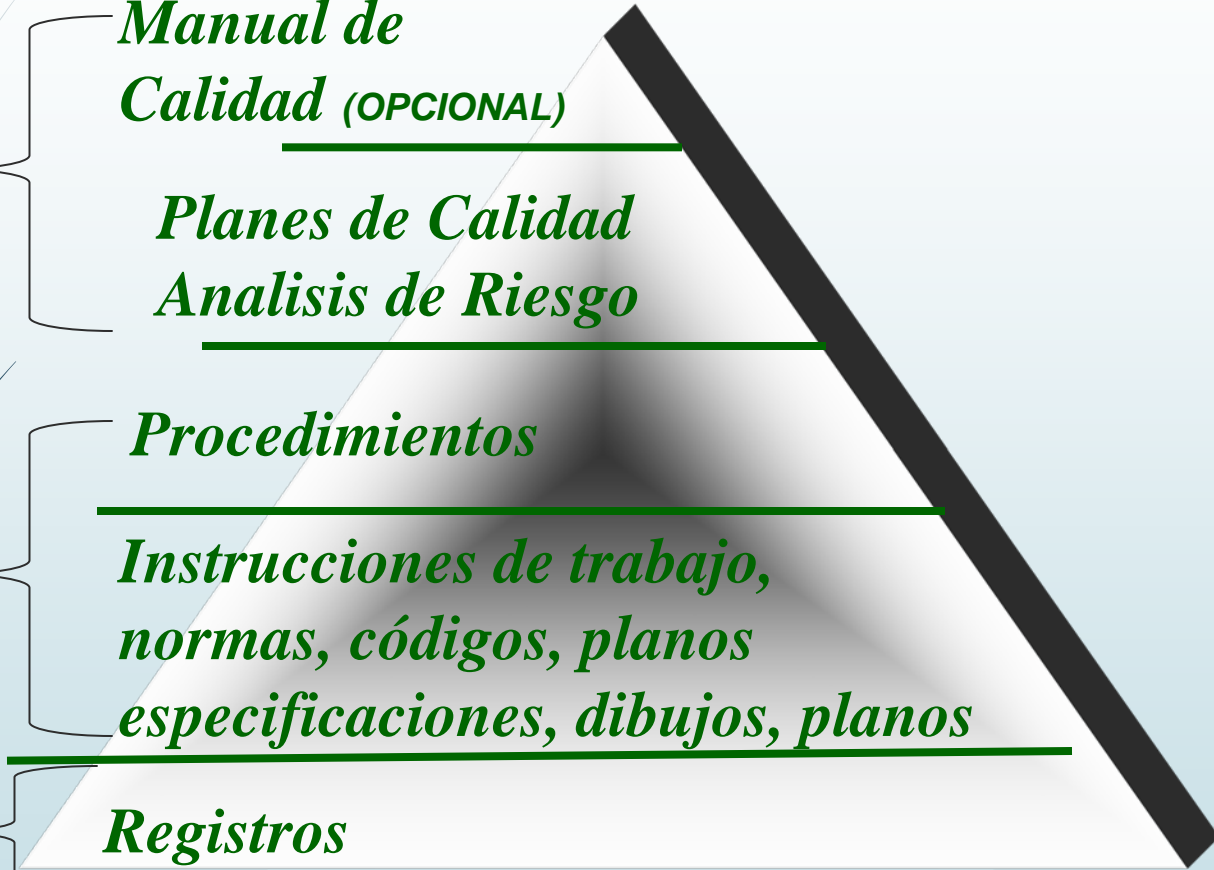 Manual de
Calidad (OPCIONAL)
Planes de Calidad
Analisis de Riesgo
Procedimientos
Instrucciones de trabajo,
normas, códigos, planos
especificaciones, dibujos, planos
Registros